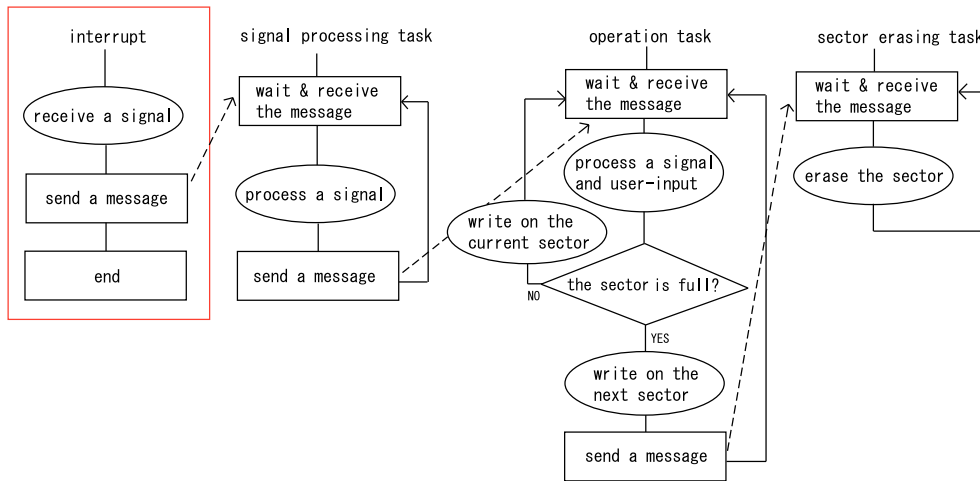 interrupt
receive a signal
send a message
end
signal processing task
wait & receive
the message
process a signal
send a message
operation task
wait & receive
the message
process a signal
and user-input
write on the
current sector
the sector is full?
NO
YES
write on the
next sector
send a message
sector erasing task
wait & receive
the message
erase the sector